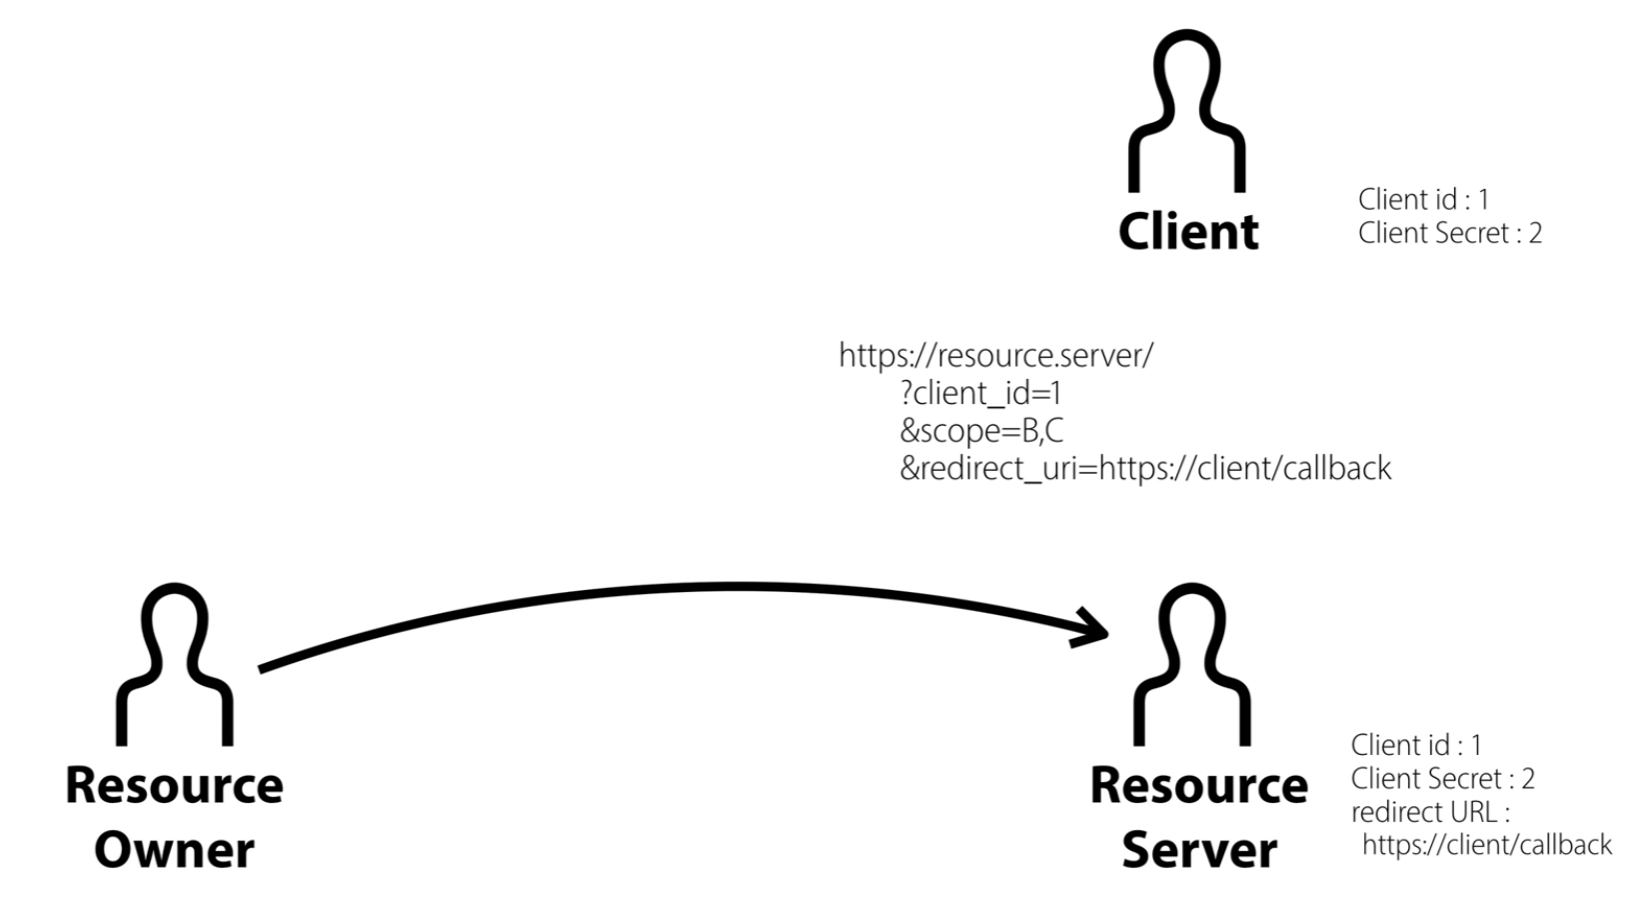 Client
Client id : 1
Client Secret : 2
https://resource.server/
?client_id=1
&scope=B,C
&redirect_uri=https://client/callback
Resource
Owner
Resource
Server
Client id : 1
Client Secret : 2
redirect URL :
https://client/callback